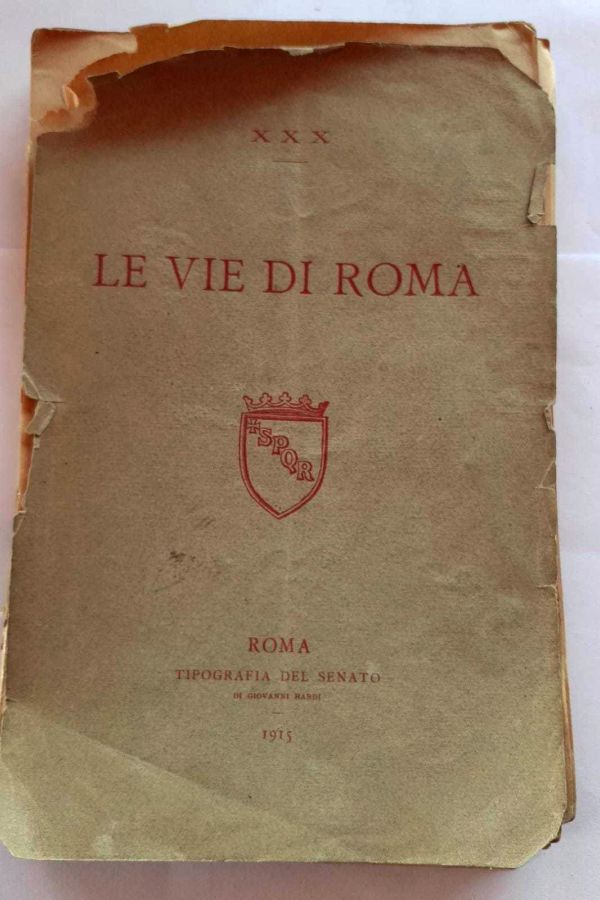 XXX
LE VIE DI ROMA
SPQR
ROMA
TIPOGRAFIA DEL SENATO
DI GIOVANNI BARDI
1915